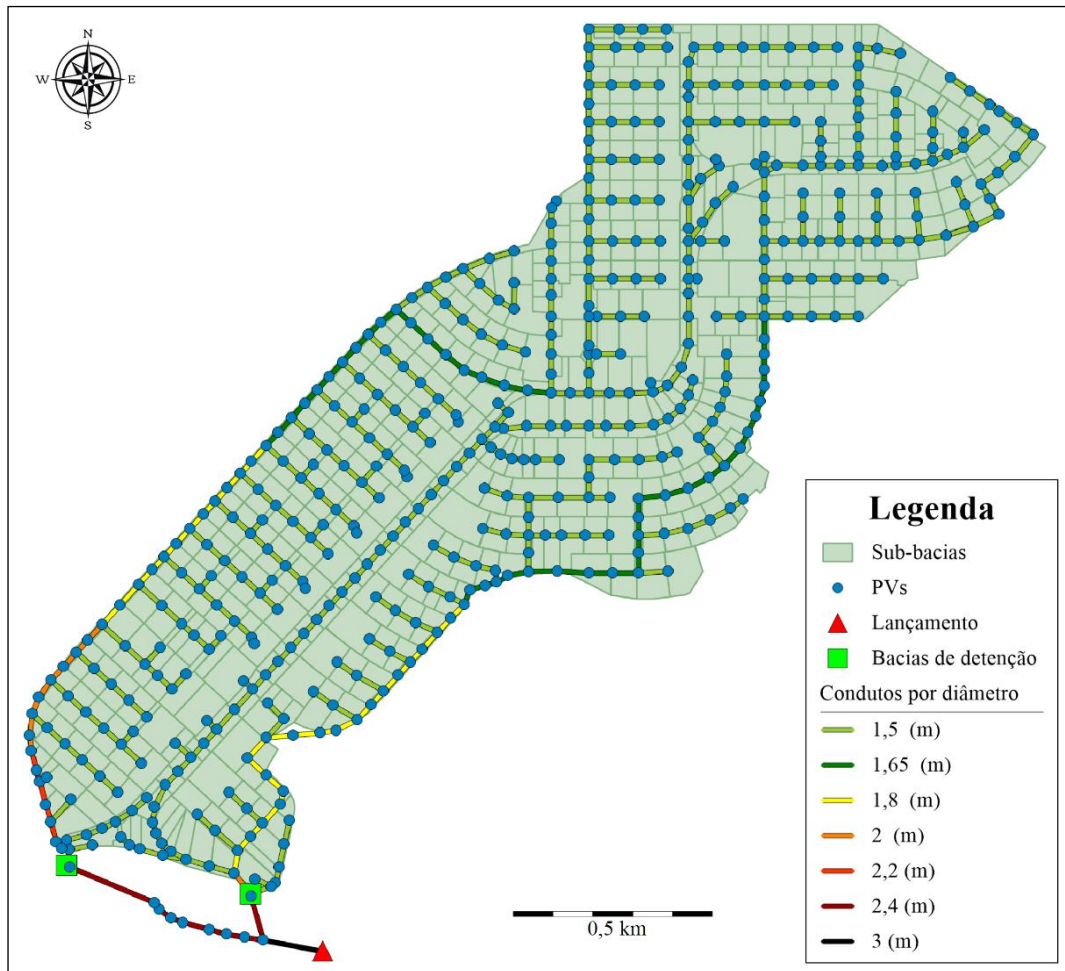 N
W E
S
Legenda
Sub-bacias
PVs
Lançamento
Bacias de detenção
Condutos por diâmetro
1,5 (m)
1,65 (m)
1,8 (m)
2 (m)
2,2 (m)
2,4 (m)
3 (m)
0,5 km